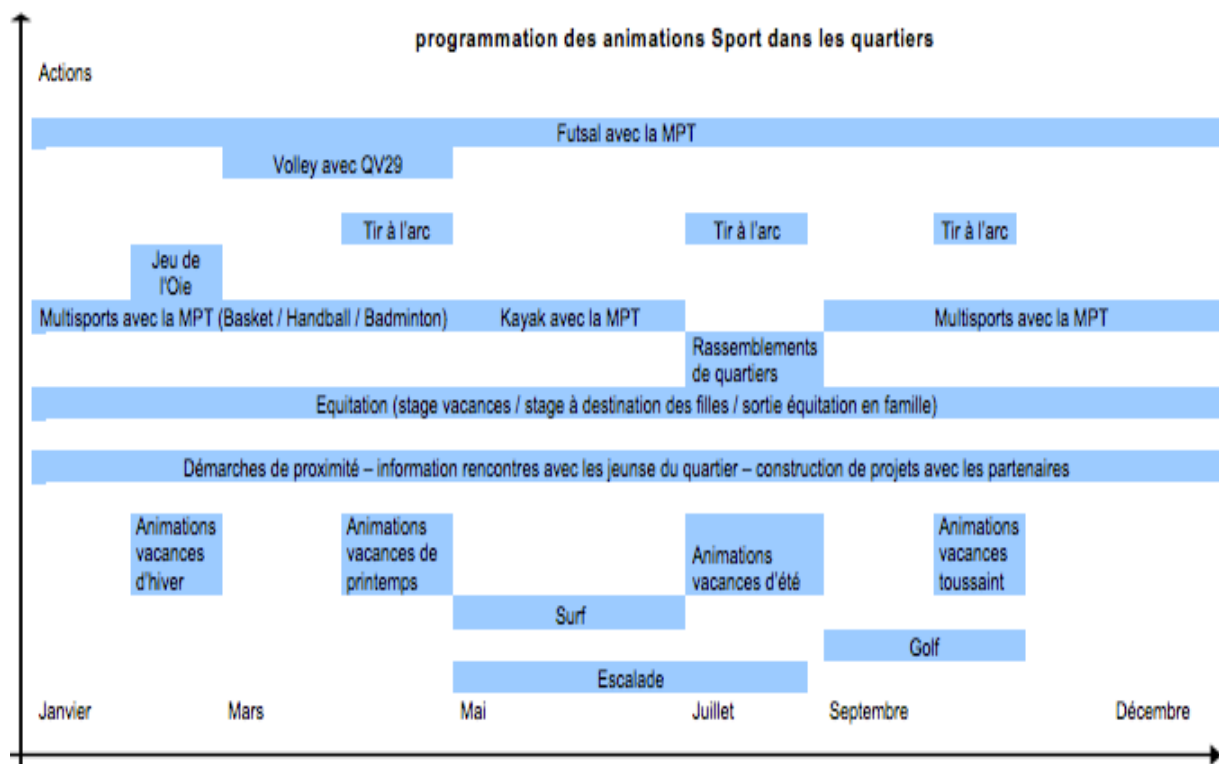 programmation des animations Sport dans les quartiers
Actions
Futsal avec la MPT
Volley avec QV29
Tir à l'arc
Tir à l'arc
Tir à l'arc
Jeu de
l'Oie
Multisports avec la MPT (Basket / Handball / Badminton)
Kayak avec la MPT
Multisports avec la MPT
Rassemblements
de quartiers
Equitation (stage vacances / stage à destination des filles / sortie équitation en famille)
Démarches de proximité – information rencontres avec les jeunse du quartier – construction de projets avec les partenaires
Animations
vacances
d'hiver
Animations
vacances de
printemps
Animations
vacances d'été
Animations
vacances
toussaint
Surf
Golf
Escalade
Janvier
Mars
Mai
Juillet
Septembre
Décembre